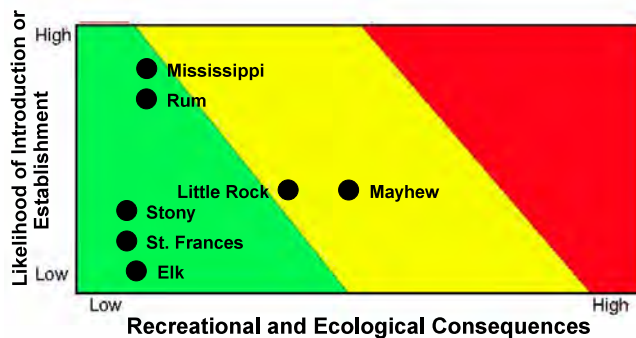 Likelihood of Introduction or
Establishment
High
Mississippi
Rum
Little Rock
Mayhew
Stony
St. Frances
Elk
Low
Low
High
Recreational and Ecological Consequences